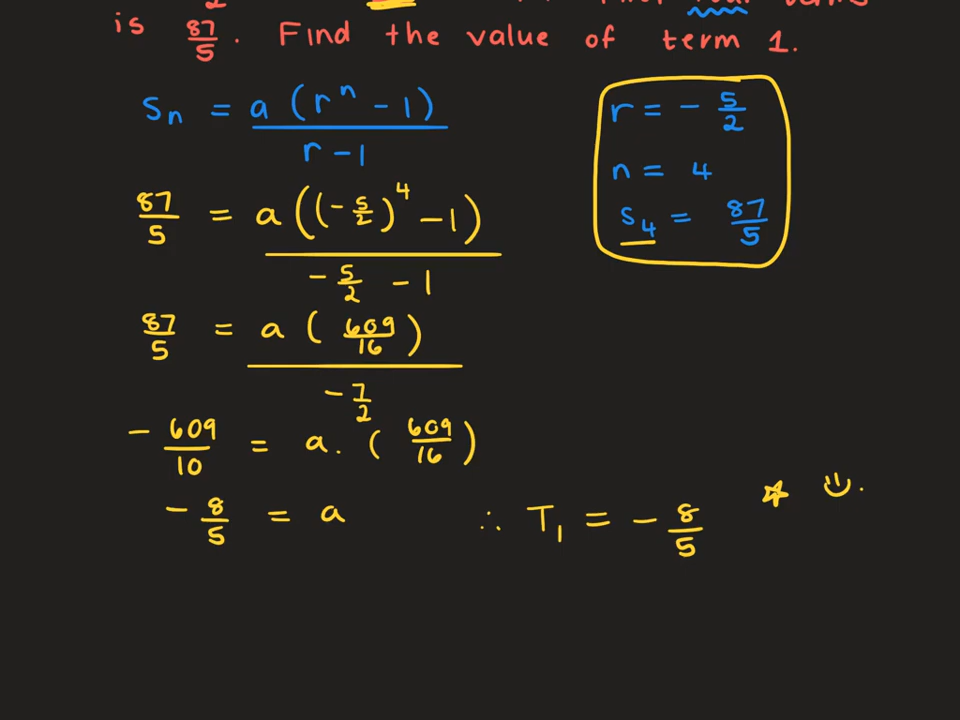 is 87/5. Find the value of term 1.
Sₙ = a (rⁿ - 1) / r - 1
r = - 5/2
n = 4
S₄ = 87/5
87/5 = a ((- 5/2)⁴ - 1) / - 5/2 - 1
87/5 = a ( 609/16 ) / - 7/2
- 609/10 = a . ( 609/16 )
- 8/5 = a ∴ T₁ = - 8/5